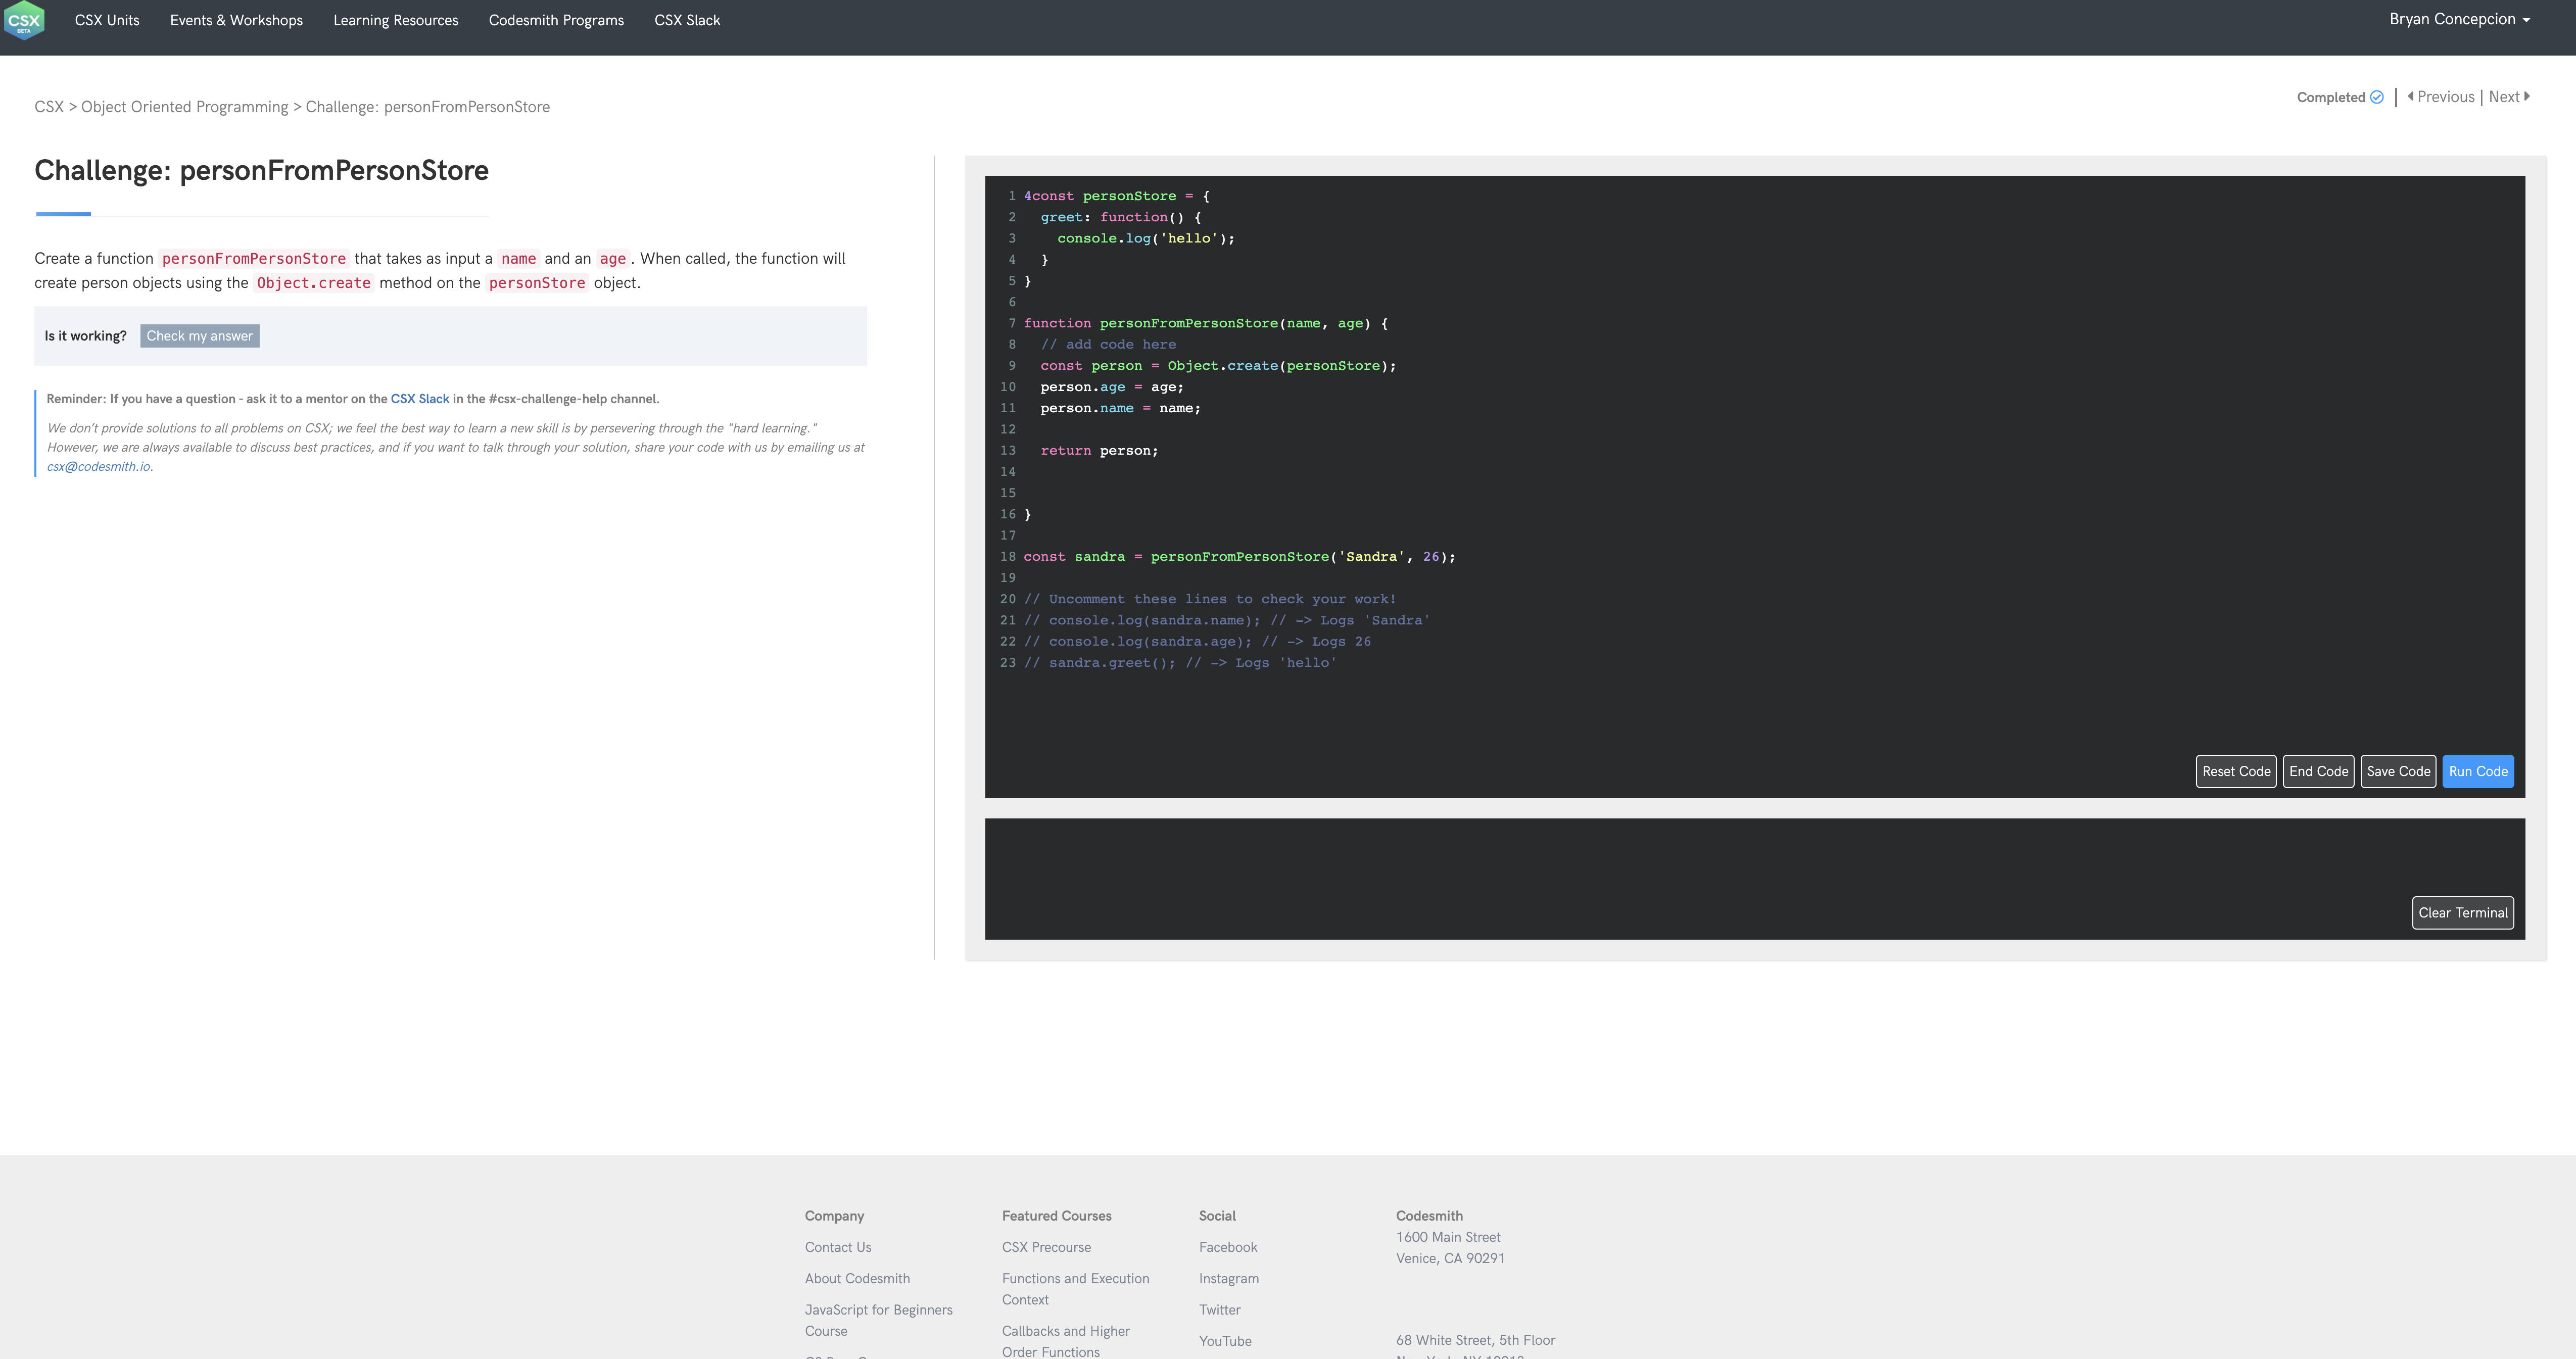 CSX
BETA
CSX Units
Events & Workshops
Learning Resources
Codesmith Programs
CSX Slack
Bryan Concepcion
CSX > Object Oriented Programming > Challenge: personFromPersonStore
Completed
Previous | Next
Challenge: personFromPersonStore
Create a function personFromPersonStore that takes as input a name and an age . When called, the function will
create person objects using the Object.create method on the personStore object.
Is it working?
Check my answer
Reminder: If you have a question - ask it to a mentor on the CSX Slack in the #csx-challenge-help channel.
We don't provide solutions to all problems on CSX; we feel the best way to learn a new skill is by persevering through the "hard learning."
However, we are always available to discuss best practices, and if you want to talk through your solution, share your code with us by emailing us at
csx@codesmith.io.
1 4const personStore = {
2   greet: function() {
3     console.log('hello');
4   }
5 }
6
7 function personFromPersonStore(name, age) {
8   // add code here
9   const person = Object.create(personStore);
10   person.age = age;
11   person.name = name;
12
13   return person;
14
15
16 }
17
18 const sandra = personFromPersonStore('Sandra', 26);
19
20 // Uncomment these lines to check your work!
21 // console.log(sandra.name); // -> Logs 'Sandra'
22 // console.log(sandra.age); // -> Logs 26
23 // sandra.greet(); // -> Logs 'hello'
Reset Code
End Code
Save Code
Run Code
Clear Terminal
Company
Contact Us
About Codesmith
JavaScript for Beginners
Course
Featured Courses
CSX Precourse
Functions and Execution
Context
Callbacks and Higher
Order Functions
Social
Facebook
Instagram
Twitter
YouTube
Codesmith
1600 Main Street
Venice, CA 90291
68 White Street, 5th Floor